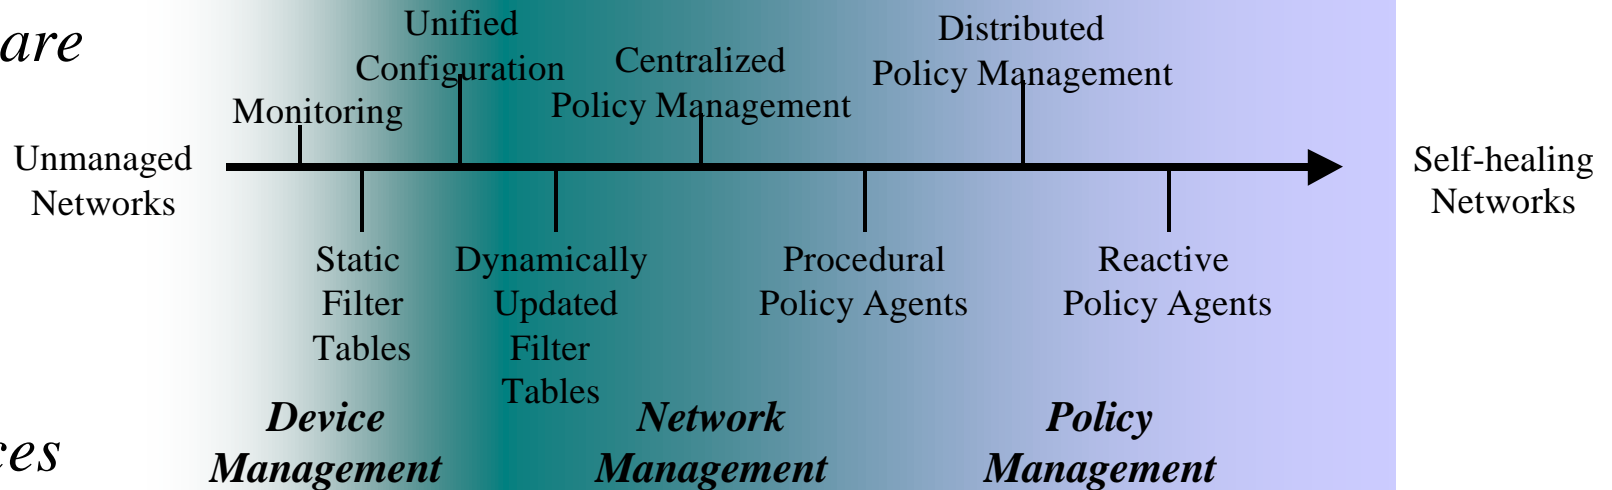 are
Unified
Configuration
Centralized
Policy Management
Distributed
Policy Management
Monitoring
Unmanaged
Networks
Self-healing
Networks
Static
Filter
Tables
Dynamically
Updated
Filter
Tables
Procedural
Policy Agents
Reactive
Policy Agents
Device
Management
Network
Management
Policy
Management
ces